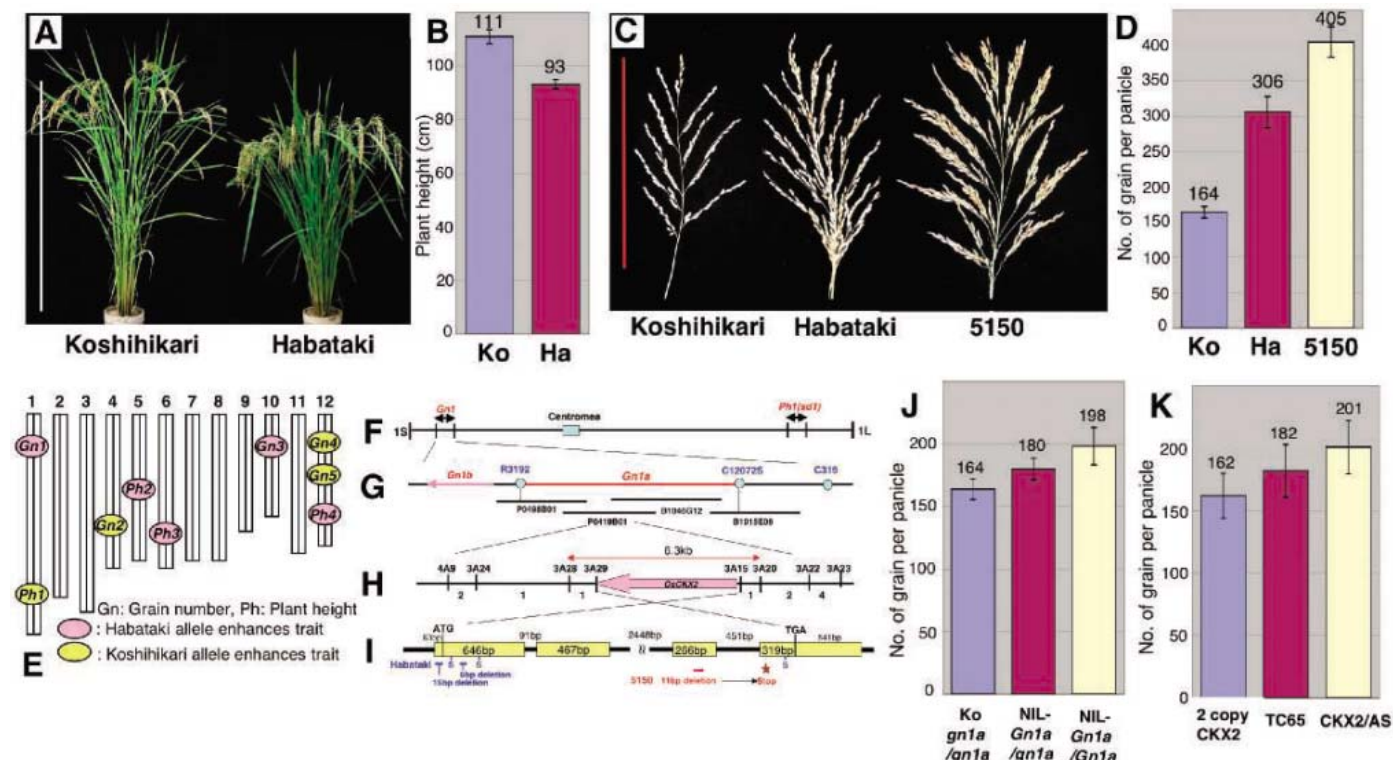 A
Koshihikari
Habataki
B
Plant height (cm)
111
93
100
80
60
40
20
0
Ko
Ha
C
Koshihikari
Habataki
5150
D
No. of grain per panicle
405
306
164
400
350
300
250
200
150
100
50
0
Ko
Ha
5150
1 2 3 4 5 6 7 8 9 10 11 12
Gn1
Gn3
Gn4
Gn5
Ph2
Ph4
Gn2
Ph3
Ph1
Gn: Grain number, Ph: Plant height
: Habataki allele enhances trait
: Koshihikari allele enhances trait
E
F
1S
Gn1
Centromea
Ph1(sd1)
1L
G
Gn1b
R3192
Gn1a
C12072S
C316
P0498B01
P0419B01
B1046G12
H
6.3kb
4A9
3A24
3A28
3A29
OsCKX2
3A15
3A20
3A22
3A23
2
1
1
1
2
4
I
ATG
91bp
2448bp
451bp
TGA
341bp
646bp
467bp
266bp
319bp
Habataki
S
S
6bp deletion
16bp deletion
5150
11bp deletion
Stop
S
J
No. of grain per panicle
164
180
198
200
150
100
50
0
Ko
gn1a
/gn1a
NIL-
Gn1a
/gn1a
NIL-
Gn1a
/Gn1a
K
No. of grain per panicle
162
182
201
200
150
100
50
0
2 copy
CKX2
TC65
CKX2/AS